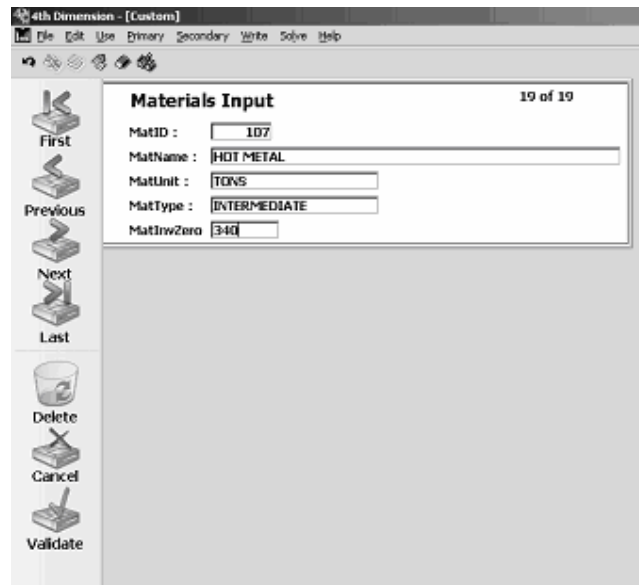 4th Dimension - [Custom]
File Edit Use Primary Secondary Write Solve Help
First
Previous
Next
Last
Delete
Cancel
Validate
Materials Input 19 of 19
MatID : 107
MatName : HOT METAL
MatUnit : TONS
MatType : INTERMEDIATE
MatInvZero 340